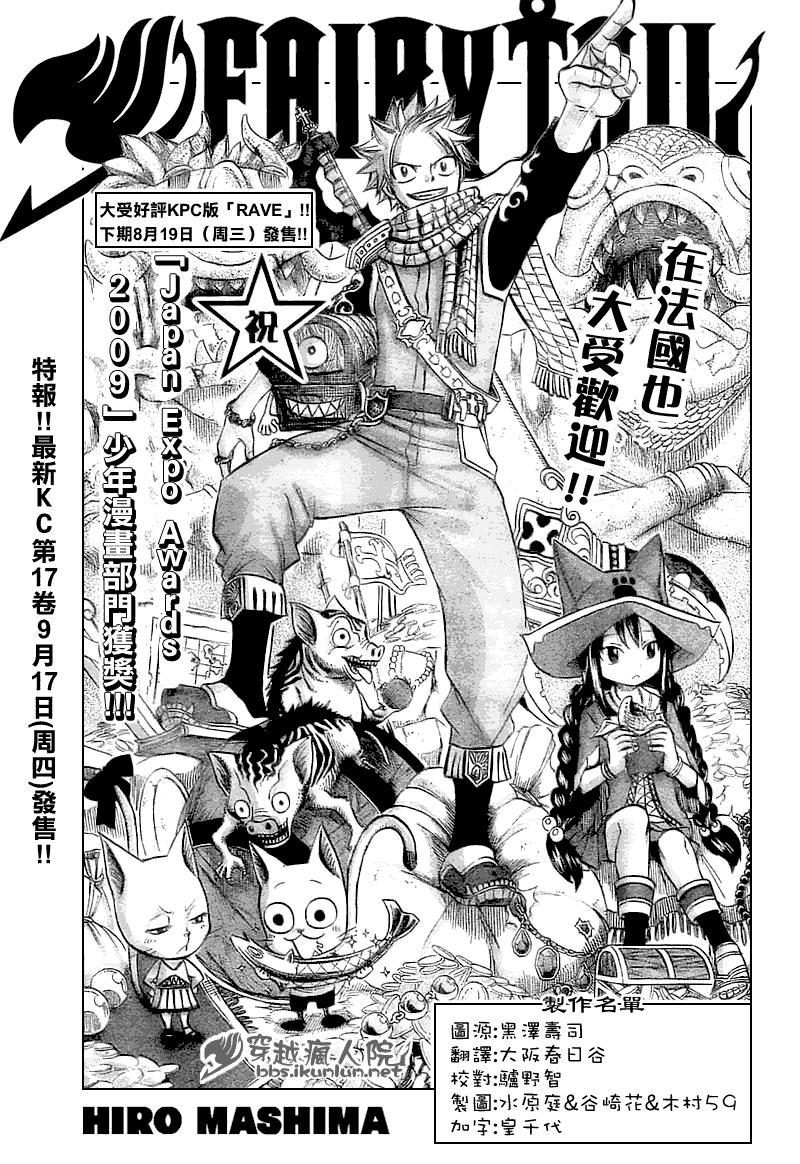 FAIRY TAIL
大受好評KPC版「RAVE」!!
下期8月19日（周三）發售!!
祝
「Japan Expo Awards
2009」少年漫畫部門獲獎!!!
在法國也
大受歡迎!!
特報!!最新KC第17卷9月17日(周四)發售!!
製作名單
圖源:黑澤壽司
翻譯:大阪春日谷
校對:驢野智
製圖:水原庭&谷崎花&木村59
加字:皇千代
穿越瘋人院
bbs.ikunlun.net
HIRO MASHIMA